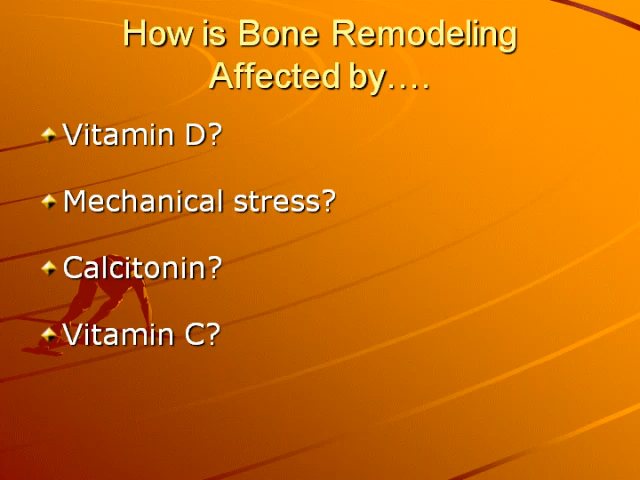 How is Bone Remodeling
Affected by….
Vitamin D?
Mechanical stress?
Calcitonin?
Vitamin C?